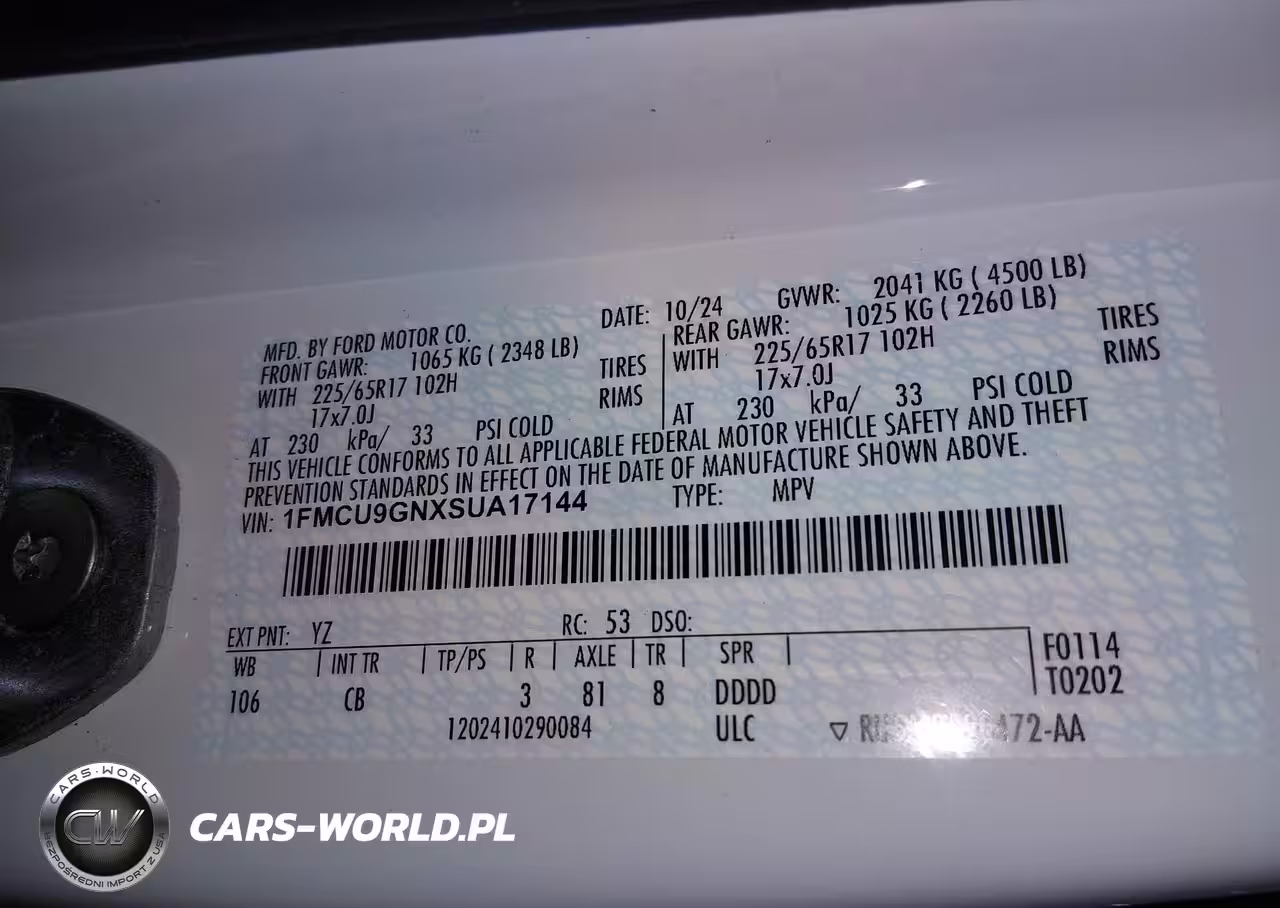 MFD. BY FORD MOTOR CO. DATE: 10/24 GVWR: 2041 KG ( 4500 LB)
FRONT GAWR: 1065 KG ( 2348 LB) REAR GAWR: 1025 KG ( 2260 LB)
WITH 225/65R17 102H TIRES WITH 225/65R17 102H TIRES
17x7.0J RIMS 17x7.0J RIMS
AT 230 kPa/ 33 PSI COLD AT 230 kPa/ 33 PSI COLD
THIS VEHICLE CONFORMS TO ALL APPLICABLE FEDERAL MOTOR VEHICLE SAFETY AND THEFT
PREVENTION STANDARDS IN EFFECT ON THE DATE OF MANUFACTURE SHOWN ABOVE.
VIN: 1FMCU9GNXSUA17144 TYPE: MPV
EXT PNT: YZ RC: 53 DSO:
WB INT TR TP/PS R AXLE TR SPR F0114
106 CB 3 81 8 DDDD T0202
1202410290084 ULC
CARS-WORLD
CW
BEZPOŚREDNI IMPORT Z USA
CARS-WORLD.PL